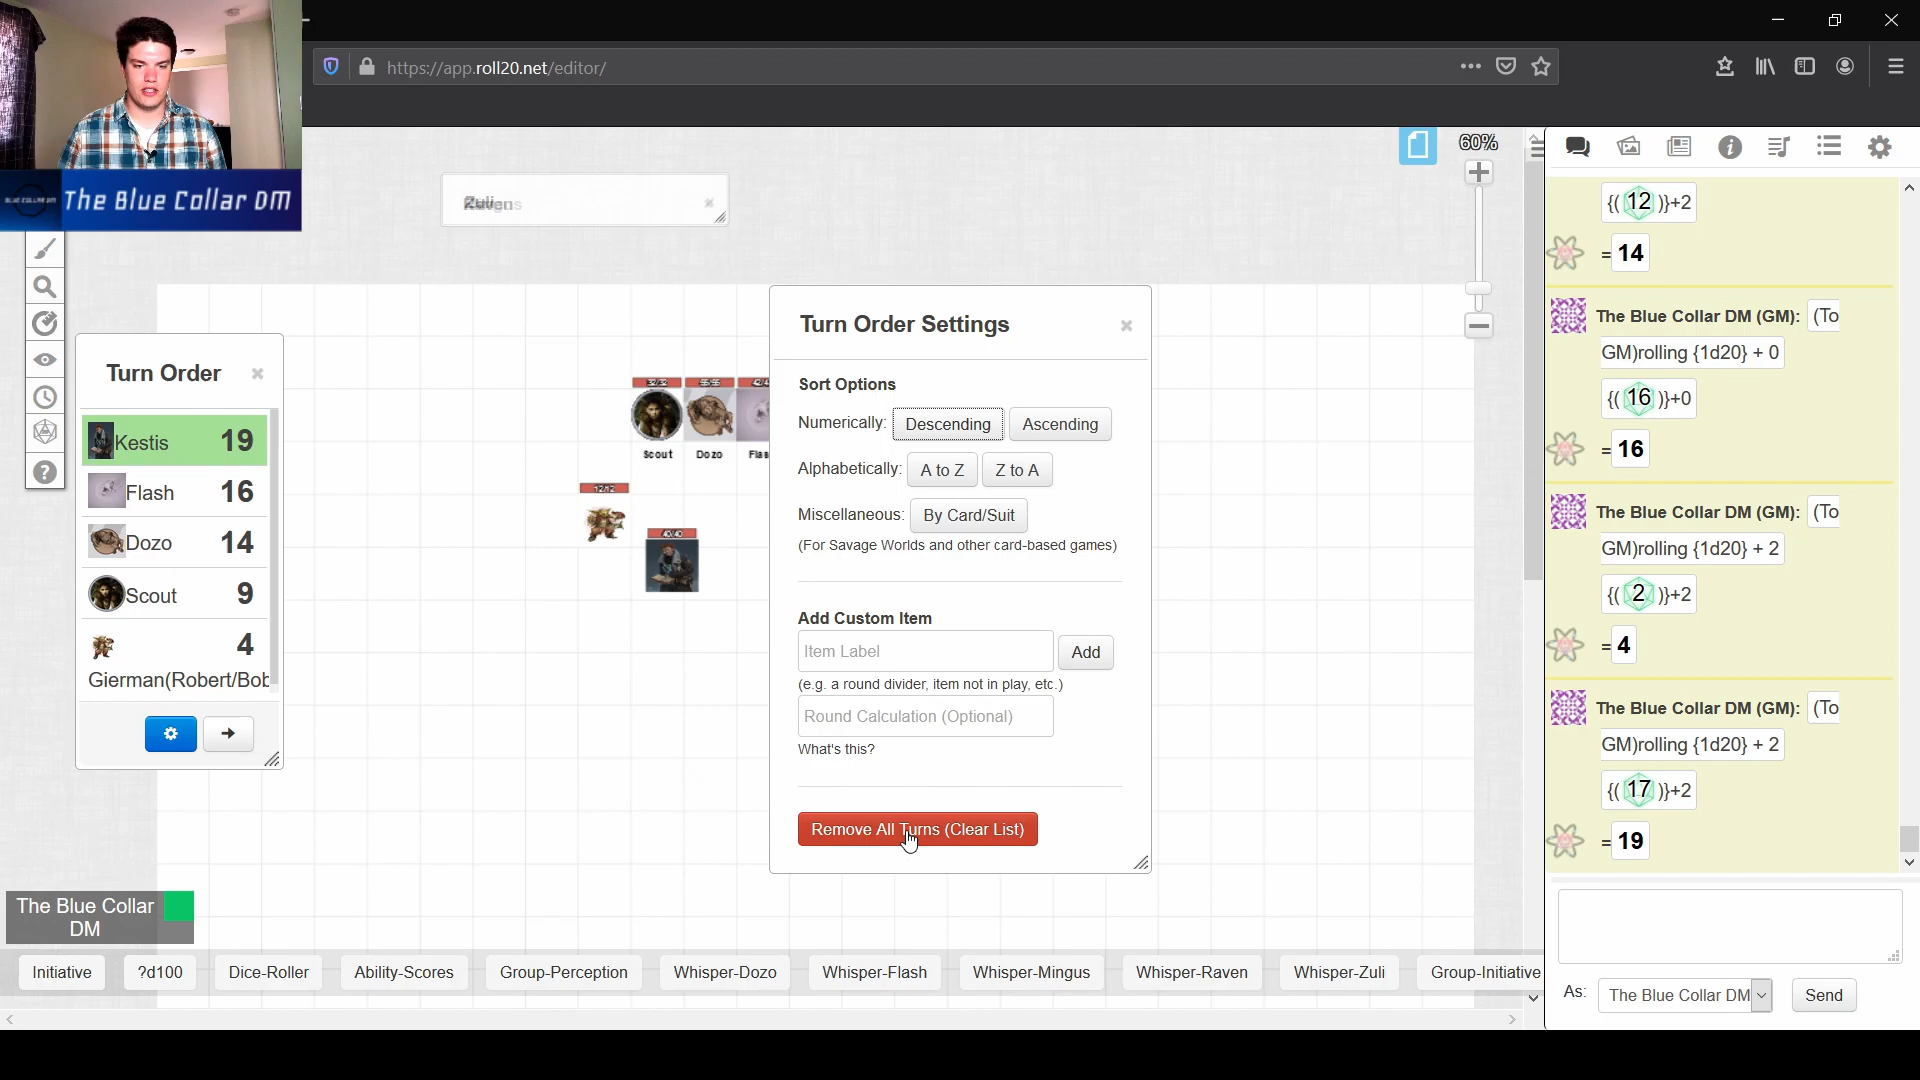 https://app.roll20.net/editor/
The Blue Collar DM
60%
Turn Order
Kestis 19
Flash 16
Dozo 14
Scout 9
4
Gierman(Robert/Bob
32/32
Scout Dozo
12/12
40/40
Turn Order Settings
Sort Options
Numerically: Descending Ascending
Alphabetically: A to Z Z to A
Miscellaneous: By Card/Suit
(For Savage Worlds and other card-based games)
Add Custom Item
Item Label Add
(e.g. a round divider, item not in play, etc.)
Round Calculation (Optional)
What's this?
Remove All Turns (Clear List)
{(12)}+2
=14
The Blue Collar DM (GM): (To
GM)rolling {1d20} + 0
{(16)}+0
=16
The Blue Collar DM (GM): (To
GM)rolling {1d20} + 2
{(2)}+2
=4
The Blue Collar DM (GM): (To
GM)rolling {1d20} + 2
{(17)}+2
=19
The Blue Collar
DM
Initiative ?d100 Dice-Roller Ability-Scores Group-Perception Whisper-Dozo Whisper-Flash Whisper-Mingus Whisper-Raven Whisper-Zuli Group-Initiative
As: The Blue Collar DM Send